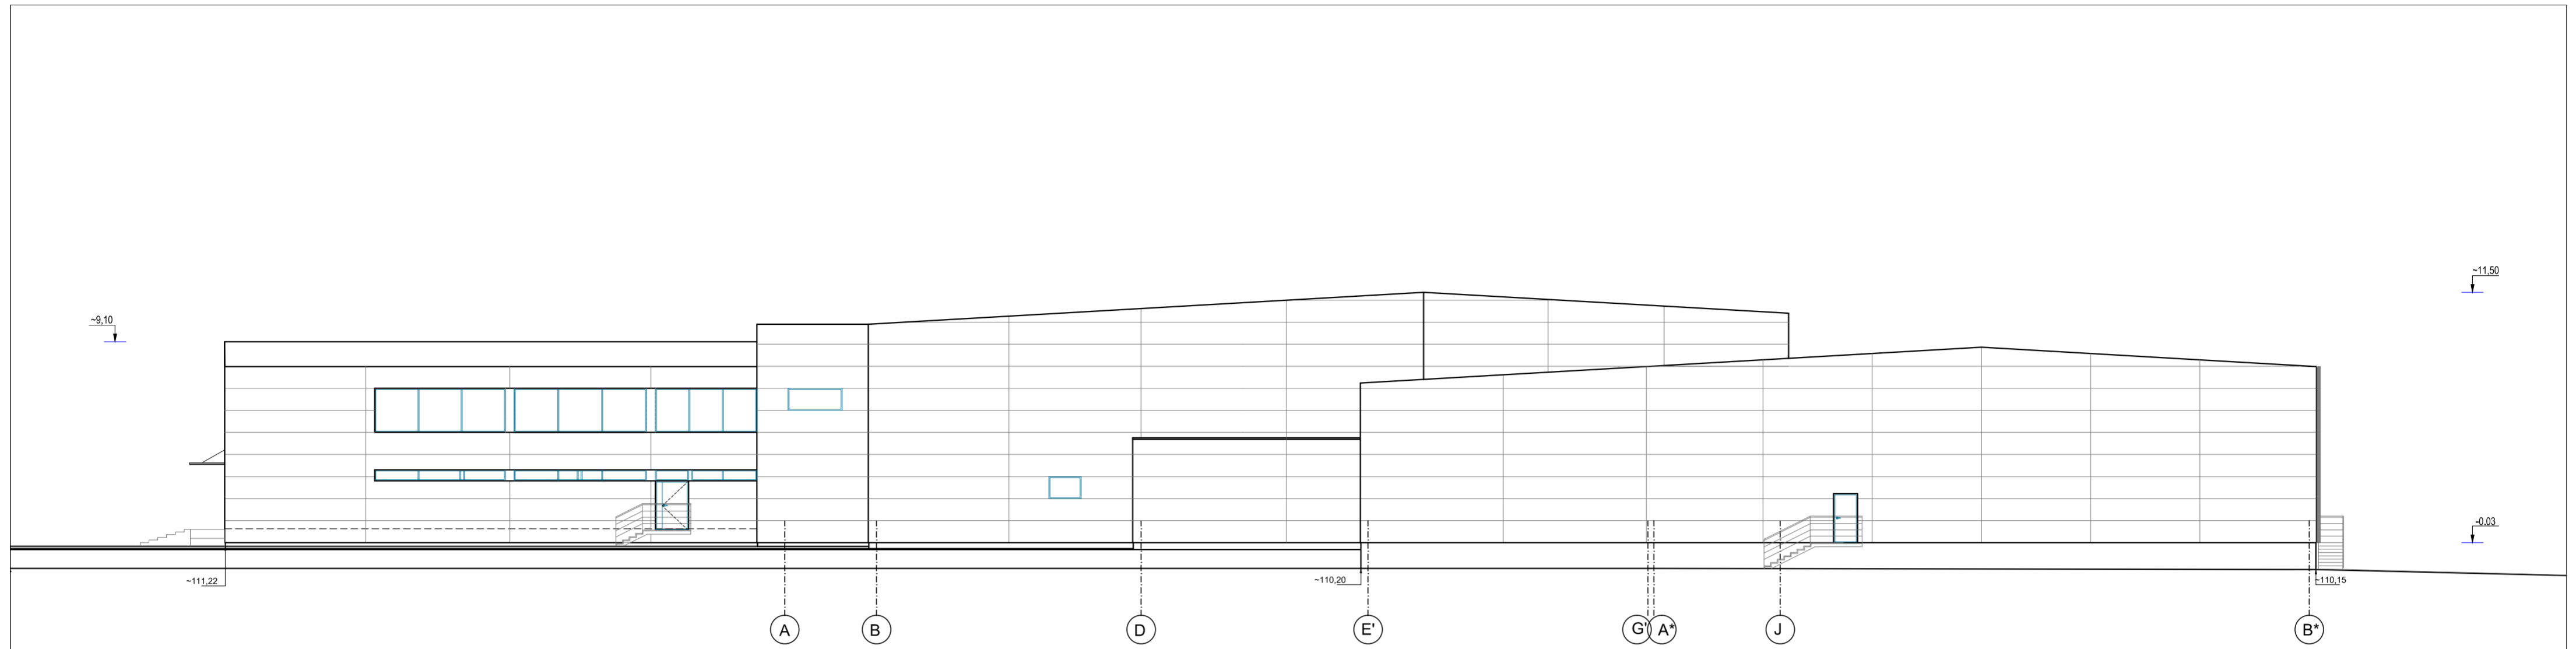 ~11,50
~9,10
-0.03
~111,22
~110,20
~110,15
A
B
D
E'
G'
A*
J
B*